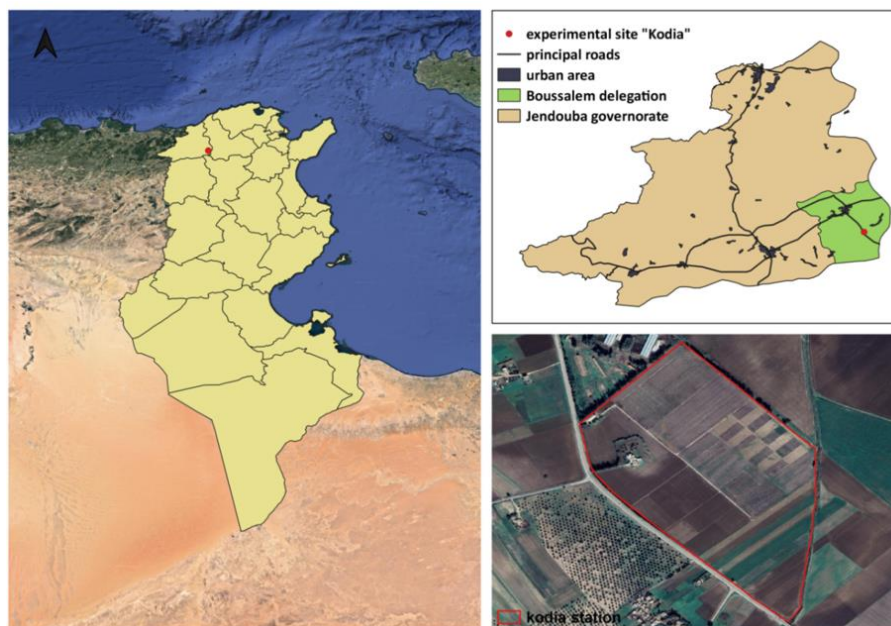 experimental site "Kodia"
principal roads
urban area
Boussalem delegation
Jendouba governorate
kodia station